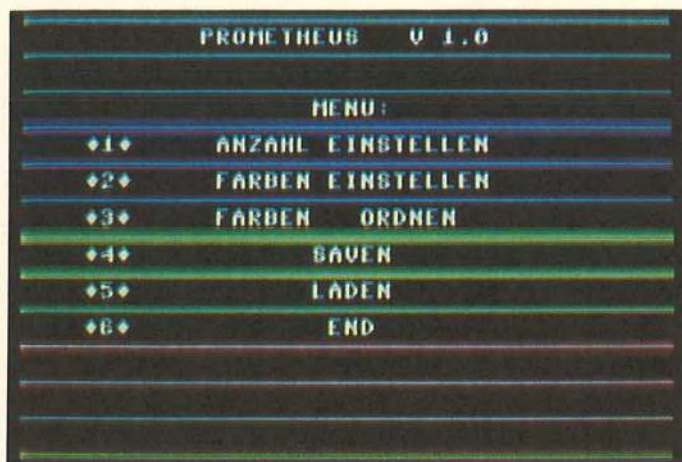 PROMETHEUS V 1.0
MENU:
♦1♦ ANZAHL EINSTELLEN
♦2♦ FARBEN EINSTELLEN
♦3♦ FARBEN ORDNEN
♦4♦ SAVEN
♦5♦ LADEN
♦6♦ END